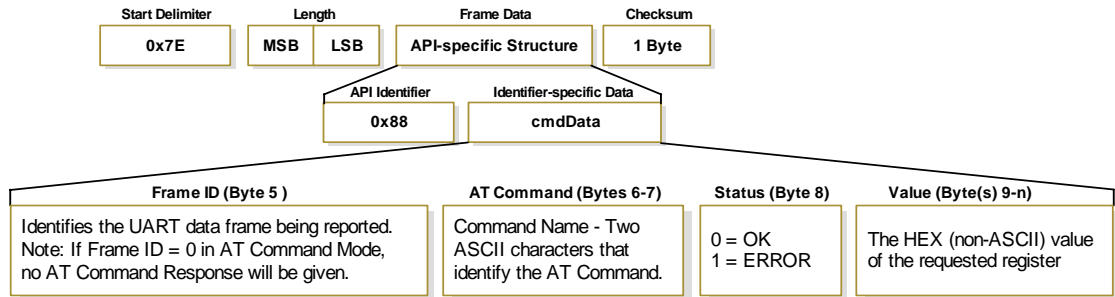 Start Delimiter
Length
Frame Data
Checksum
0x7E
MSB
LSB
API-specific Structure
1 Byte
API Identifier
Identifier-specific Data
0x88
cmdData
Frame ID (Byte 5 )
AT Command (Bytes 6-7)
Status (Byte 8)
Value (Byte(s) 9-n)
Identifies the UART data frame being reported.
Note: If Frame ID = 0 in AT Command Mode,
no AT Command Response will be given.
Command Name - Two
ASCII characters that
identify the AT Command.
0 = OK
1 = ERROR
The HEX (non-ASCII) value
of the requested register